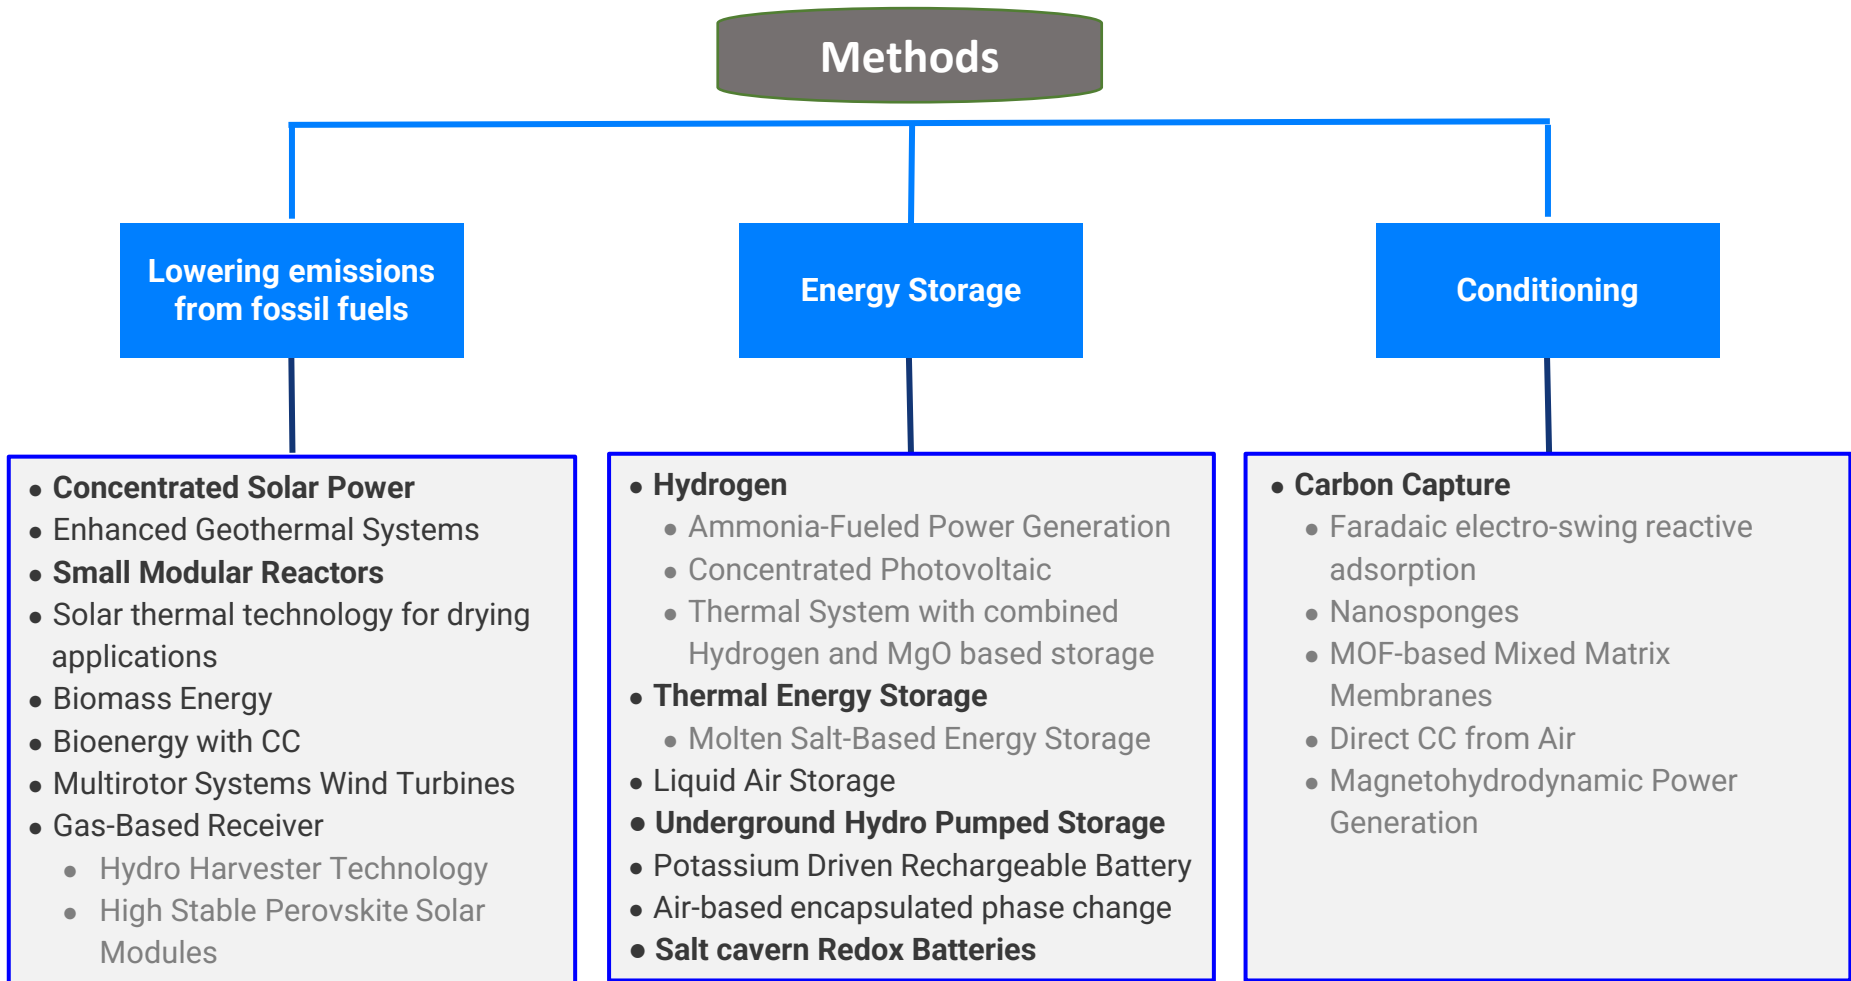 Methods
Lowering emissions
from fossil fuels
Energy Storage
Conditioning
• Concentrated Solar Power
• Enhanced Geothermal Systems
• Small Modular Reactors
• Solar thermal technology for drying
applications
• Biomass Energy
• Bioenergy with CC
• Multirotor Systems Wind Turbines
• Gas-Based Receiver
• Hydro Harvester Technology
• High Stable Perovskite Solar
Modules
• Hydrogen
• Ammonia-Fueled Power Generation
• Concentrated Photovoltaic
• Thermal System with combined
Hydrogen and MgO based storage
• Thermal Energy Storage
• Molten Salt-Based Energy Storage
• Liquid Air Storage
• Underground Hydro Pumped Storage
• Potassium Driven Rechargeable Battery
• Air-based encapsulated phase change
• Salt cavern Redox Batteries
• Carbon Capture
• Faradaic electro-swing reactive
adsorption
• Nanosponges
• MOF-based Mixed Matrix
Membranes
• Direct CC from Air
• Magnetohydrodynamic Power
Generation